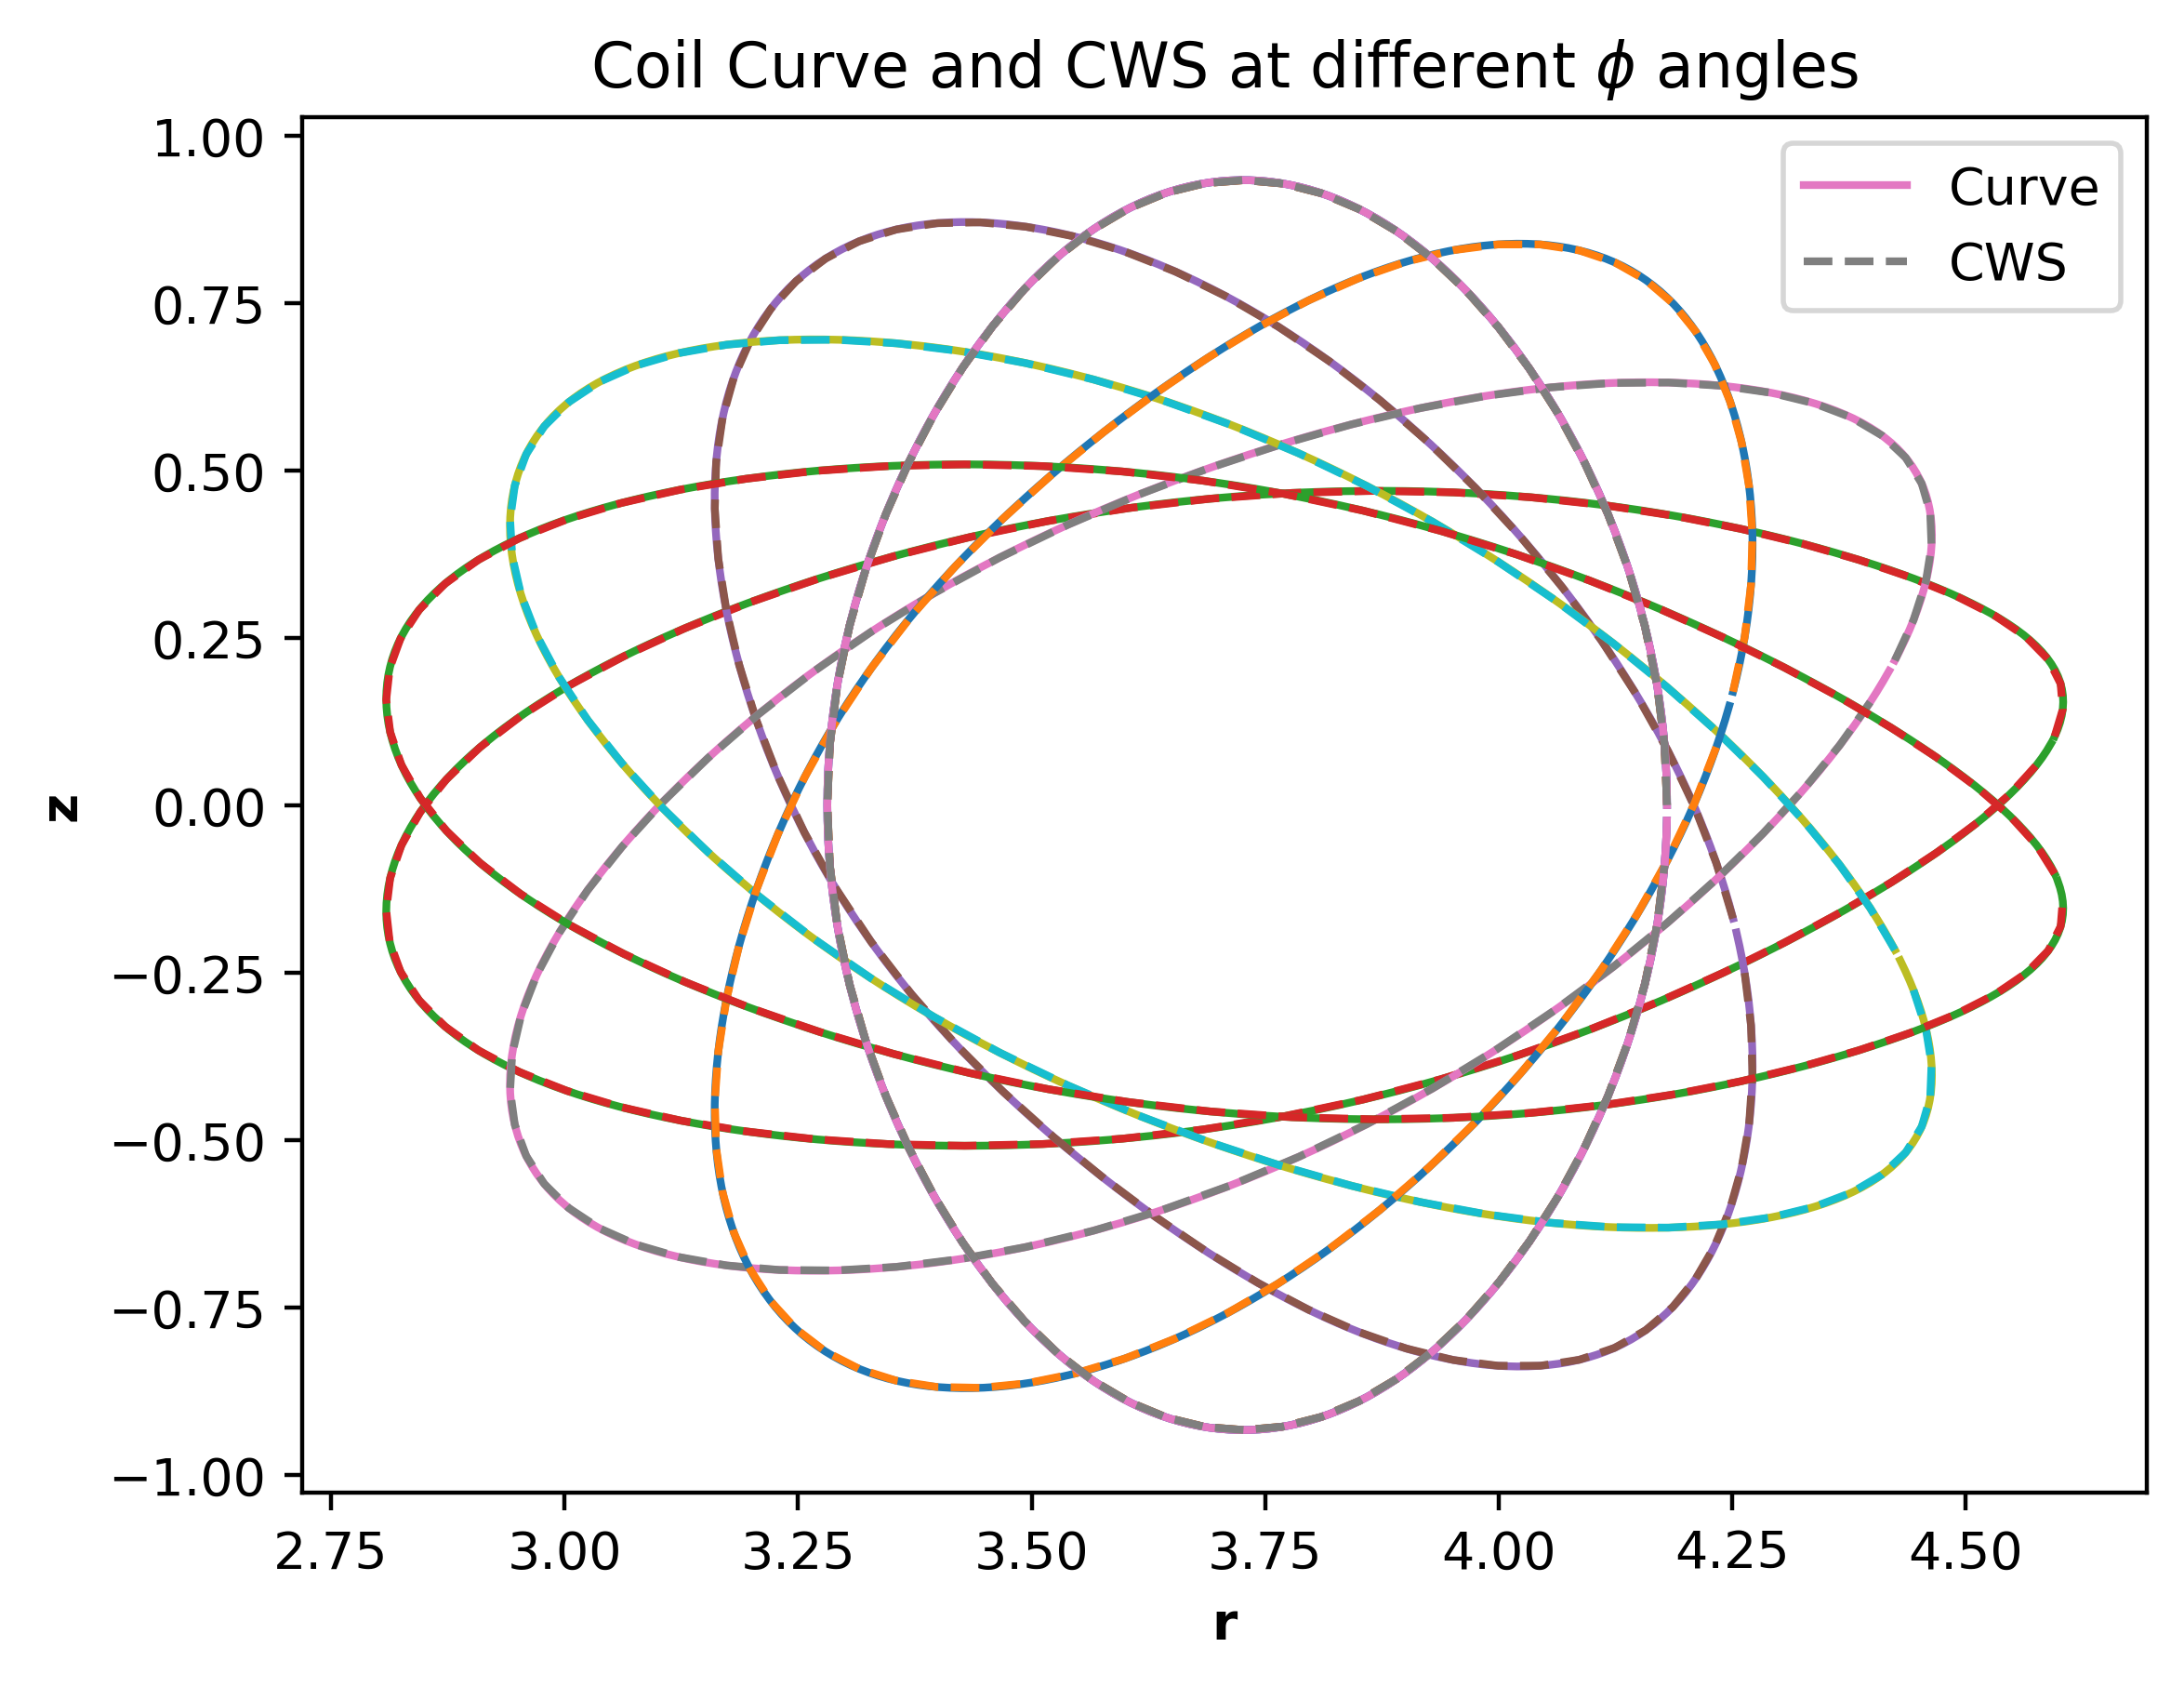 Coil Curve and CWS at different ϕ angles
Curve
CWS
1.00
0.75
0.50
0.25
0.00
−0.25
−0.50
−0.75
−1.00
z
2.75 3.00 3.25 3.50 3.75 4.00 4.25 4.50
r